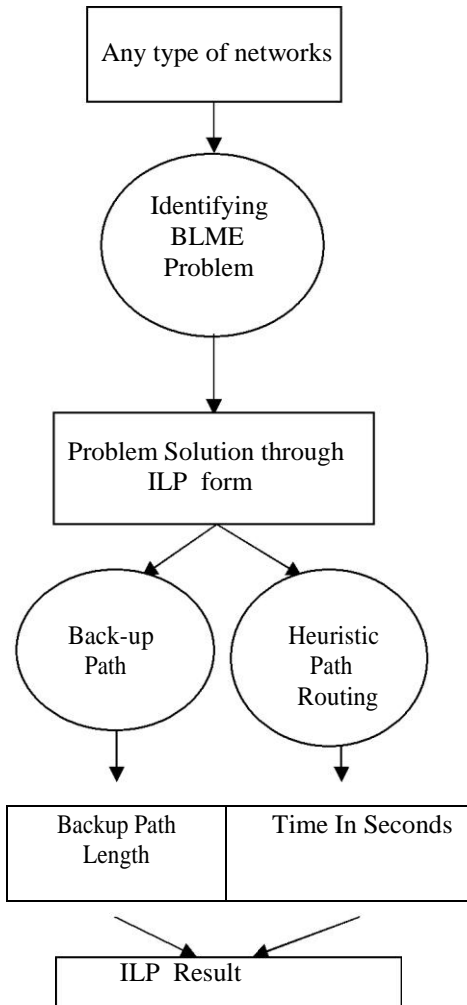 Any type of networks
Identifying
BLME
Problem
Problem Solution through
ILP form
Back-up
Path
Heuristic
Path
Routing
Backup Path
Length
Time In Seconds
ILP Result